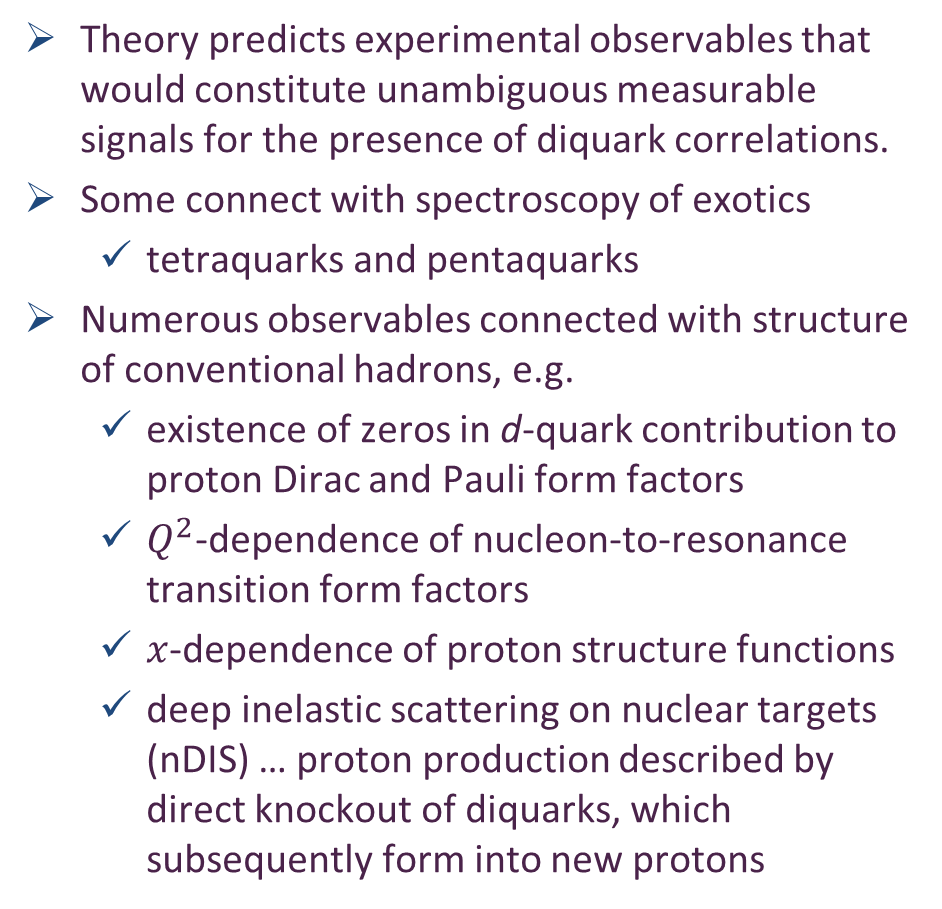 ➢ Theory predicts experimental observables that
would constitute unambiguous measurable
signals for the presence of diquark correlations.
➢ Some connect with spectroscopy of exotics
✓ tetraquarks and pentaquarks
➢ Numerous observables connected with structure
of conventional hadrons, e.g.
✓ existence of zeros in d-quark contribution to
proton Dirac and Pauli form factors
✓ Q²-dependence of nucleon-to-resonance
transition form factors
✓ x-dependence of proton structure functions
✓ deep inelastic scattering on nuclear targets
(nDIS) … proton production described by
direct knockout of diquarks, which
subsequently form into new protons